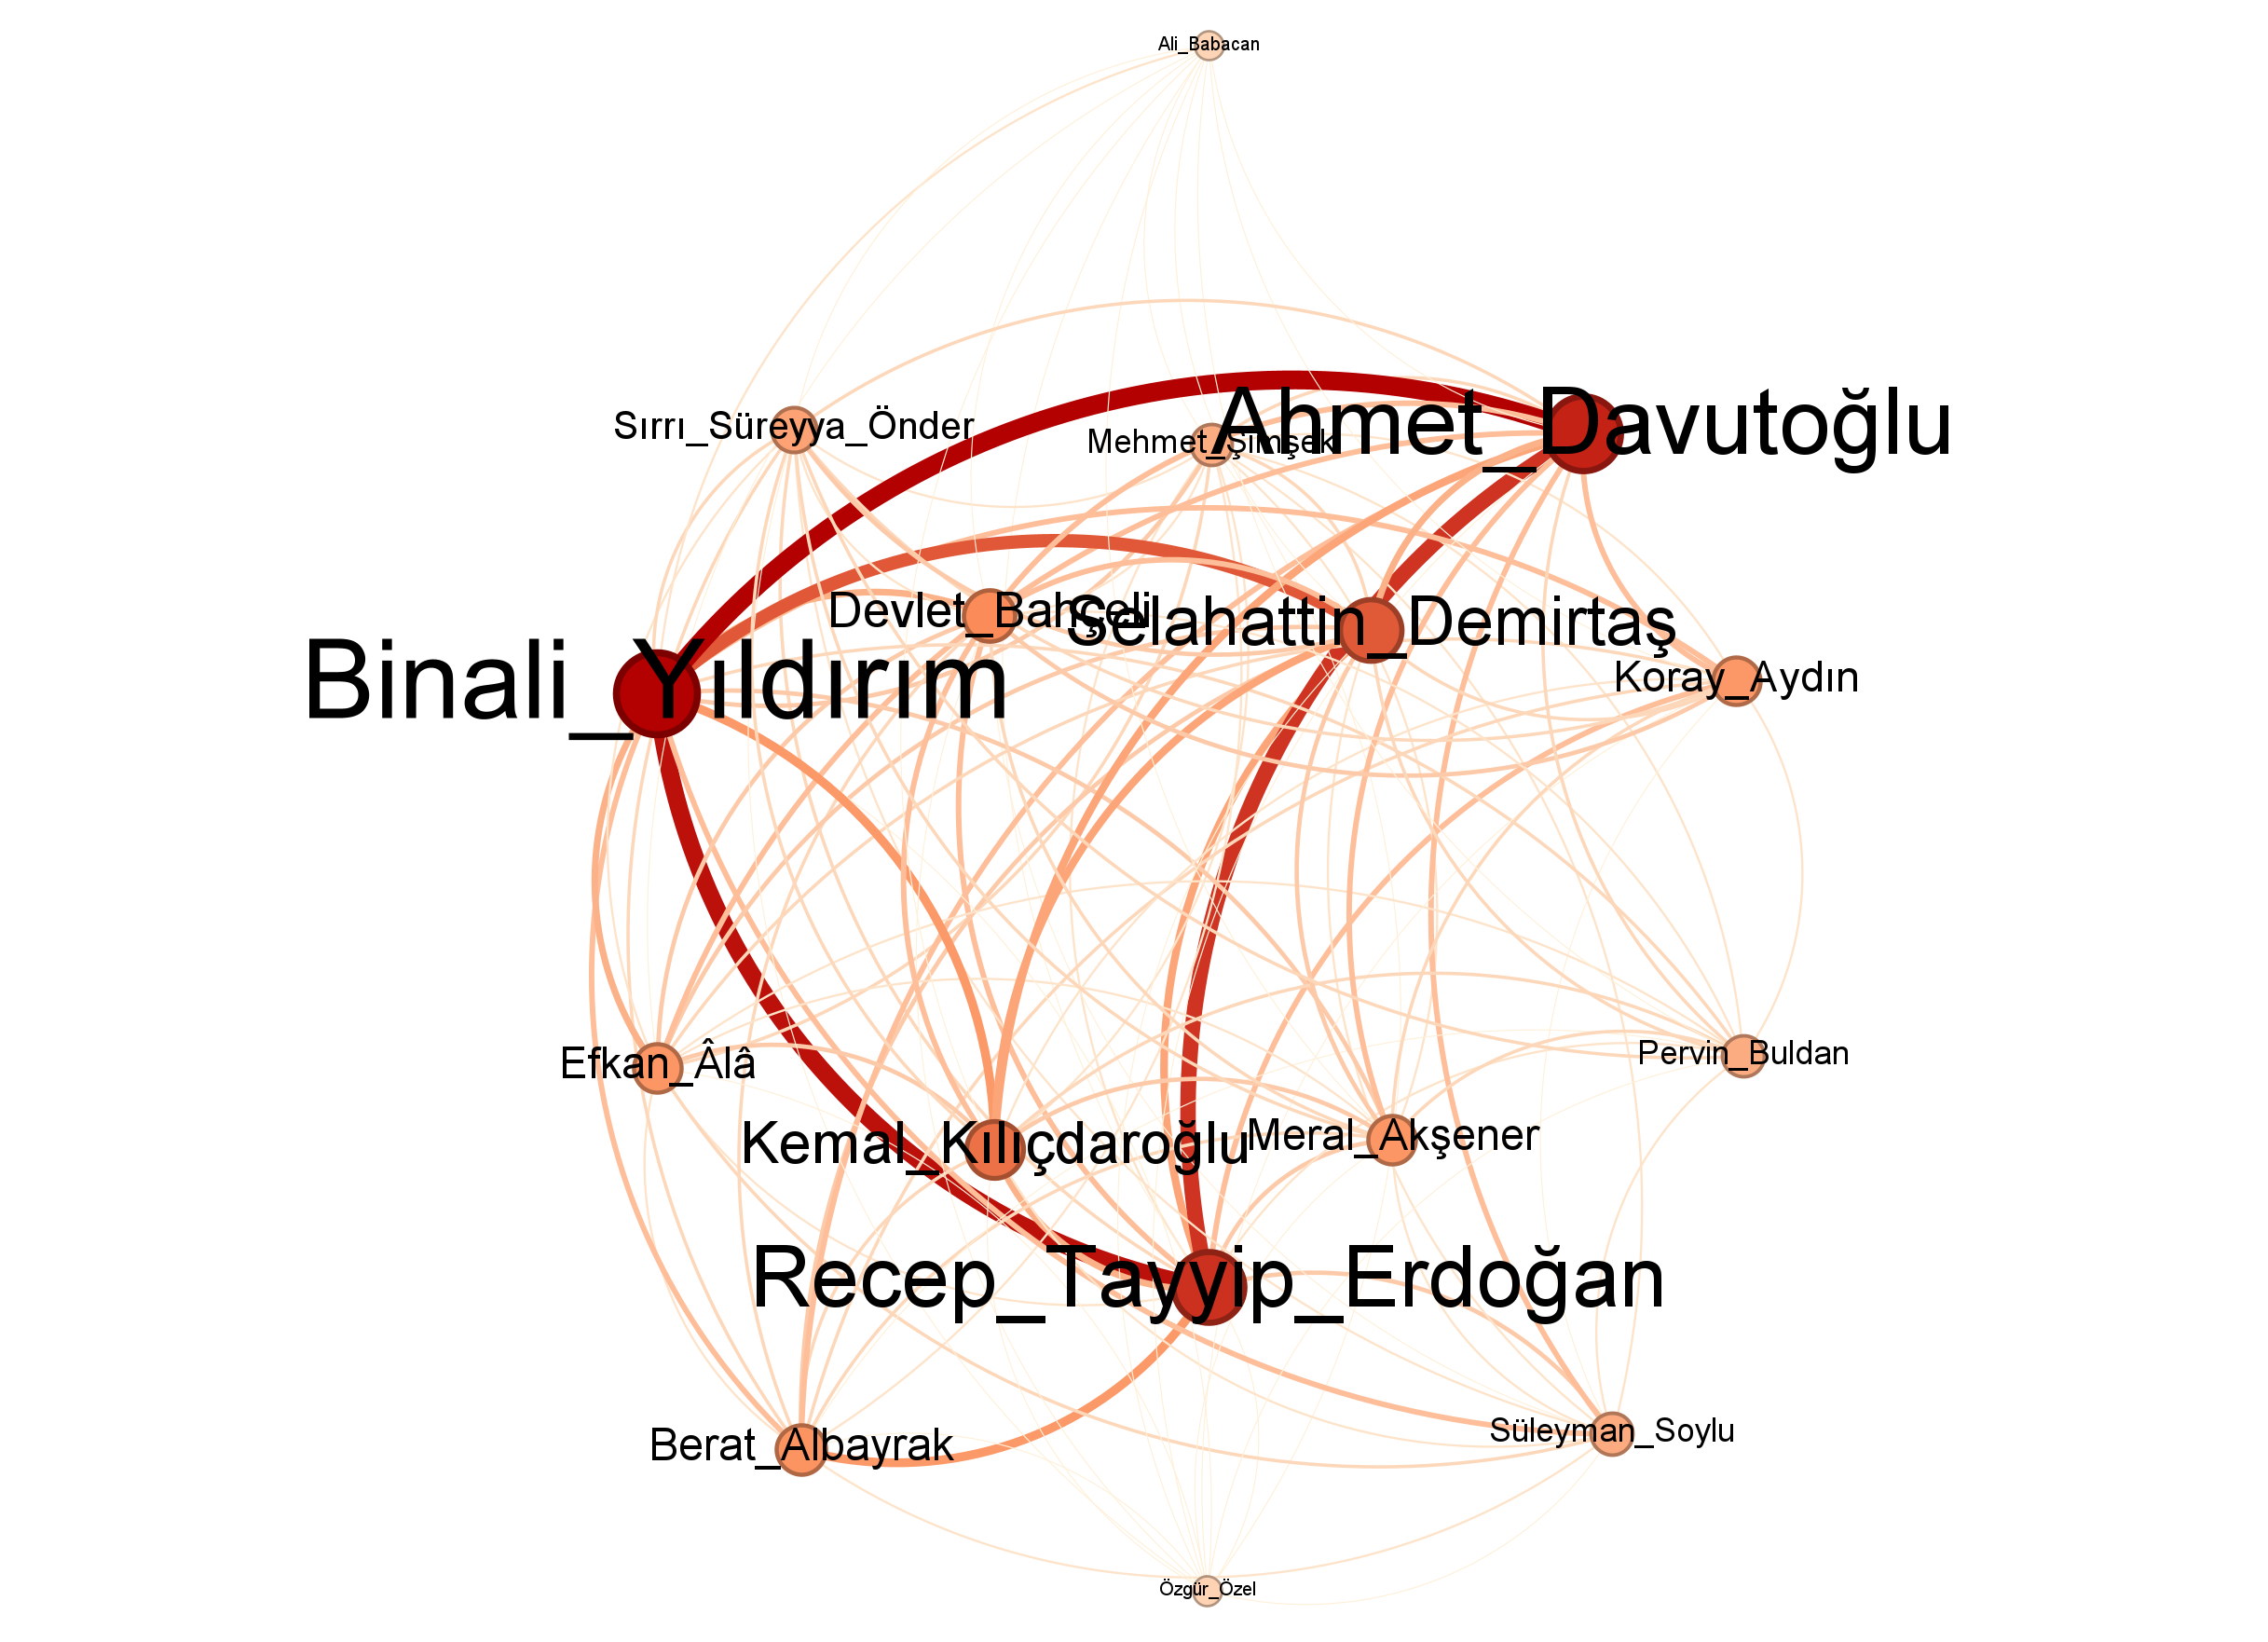 Ali_Babacan
Ahmet_Davutoğlu
Sırrı_Süreyya_Önder
Mehmet_Şimşek
Devlet_Bahçeli
Selahattin_Demirtaş
Binali_Yıldırım
Koray_Aydın
Efkan_Âlâ
Pervin_Buldan
Kemal_Kılıçdaroğlu
Meral_Akşener
Recep_Tayyip_Erdoğan
Berat_Albayrak
Süleyman_Soylu
Özgür_Özel